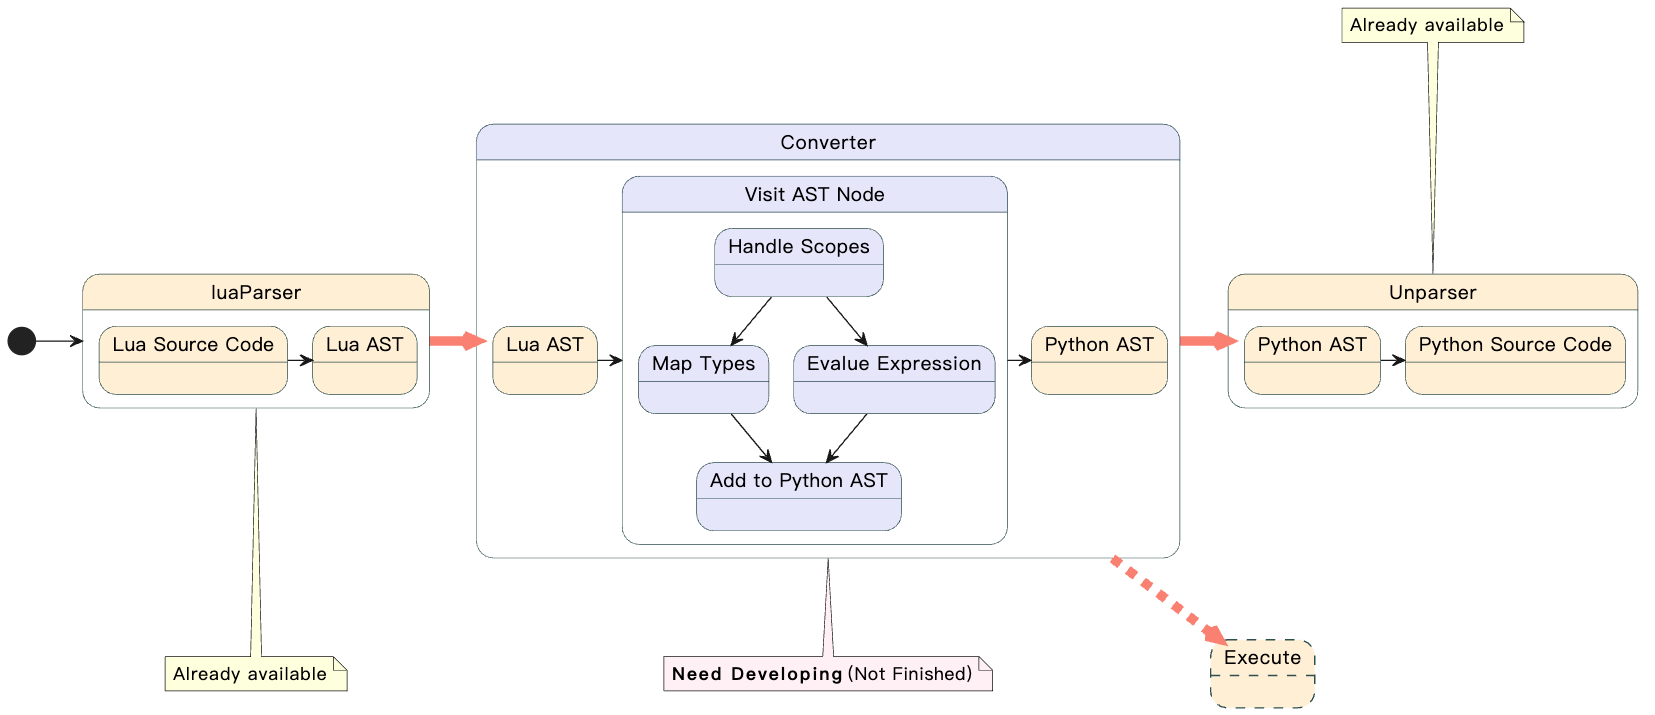 Already available
Converter
Visit AST Node
Handle Scopes
luaParser
Lua Source Code
Lua AST
Lua AST
Map Types
Evalue Expression
Python AST
Unparser
Python AST
Python Source Code
Add to Python AST
Already available
Need Developing (Not Finished)
Execute